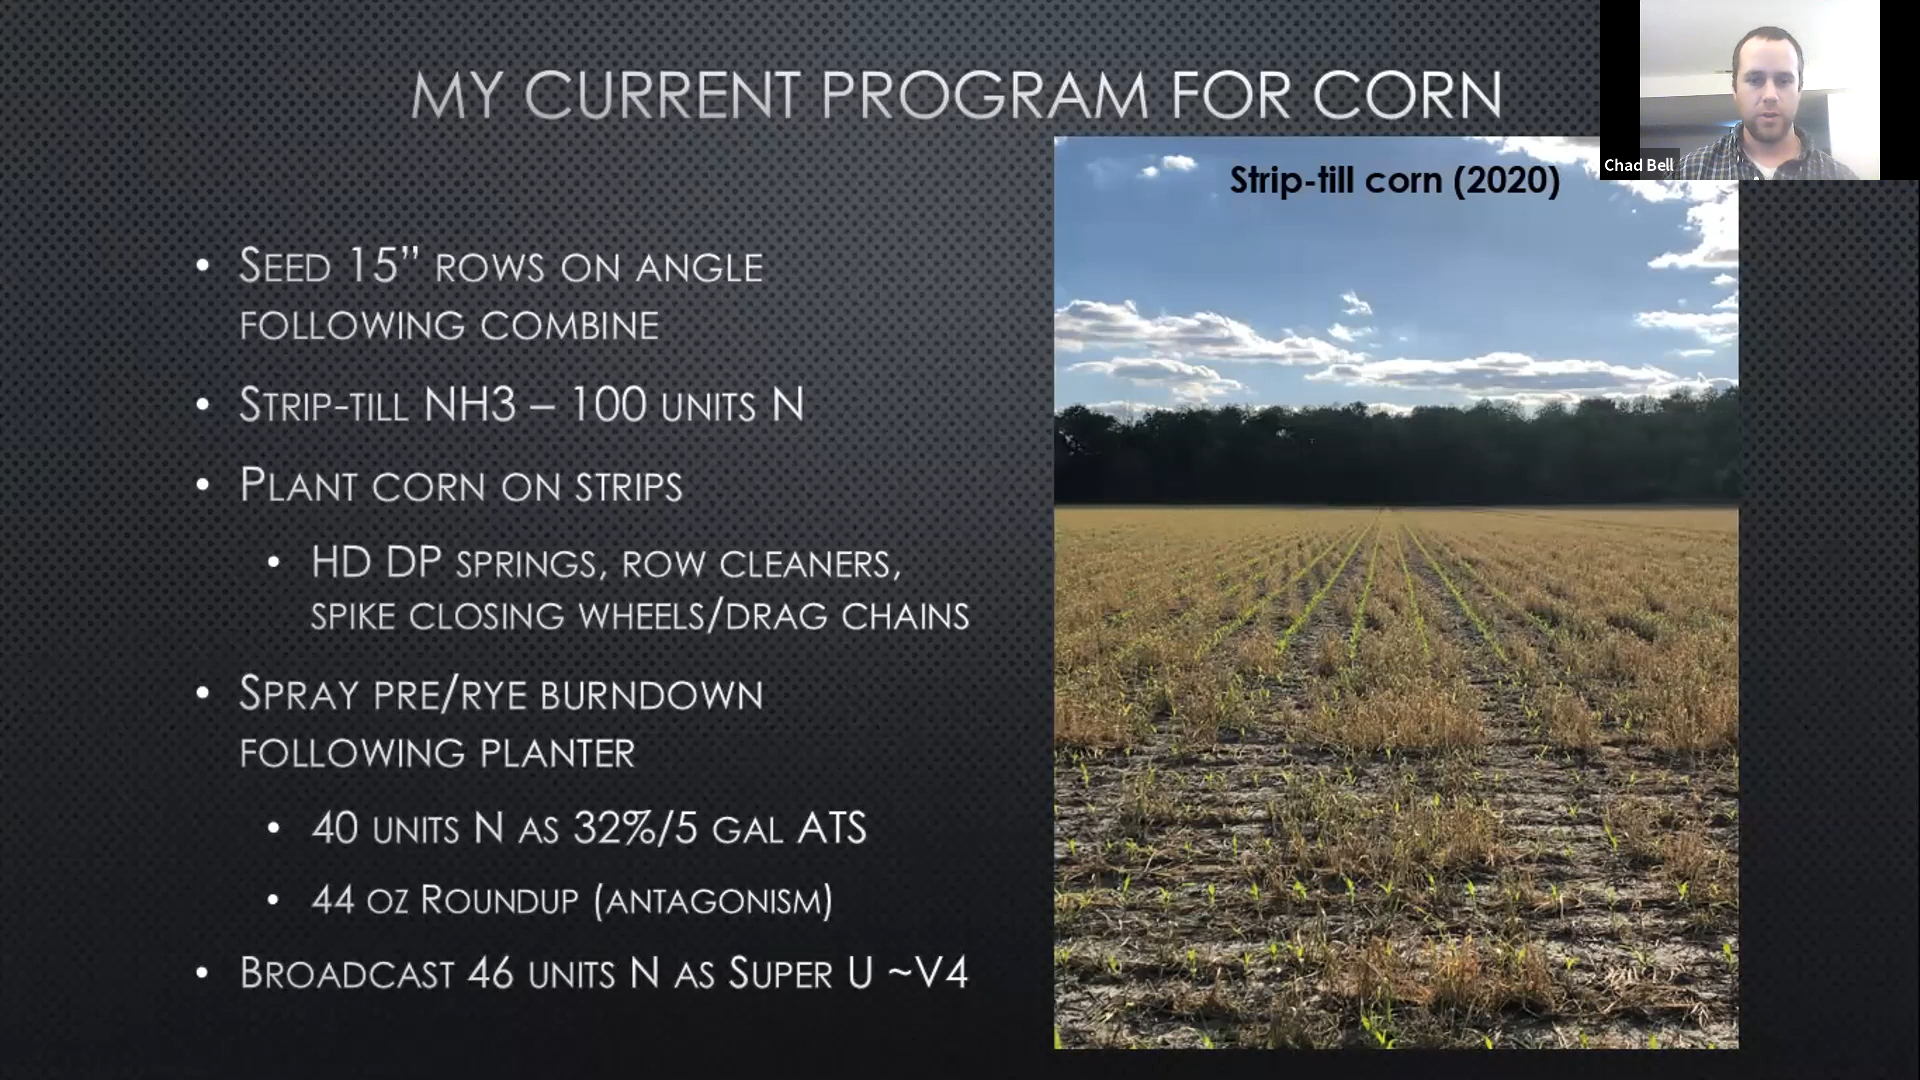 MY CURRENT PROGRAM FOR CORN
Chad Bell
Strip-till corn (2020)
• SEED 15” ROWS ON ANGLE
FOLLOWING COMBINE
• STRIP-TILL NH3 – 100 UNITS N
• PLANT CORN ON STRIPS
• HD DP SPRINGS, ROW CLEANERS,
SPIKE CLOSING WHEELS/DRAG CHAINS
• SPRAY PRE/RYE BURNDOWN
FOLLOWING PLANTER
• 40 UNITS N AS 32%/5 GAL ATS
• 44 OZ ROUNDUP (ANTAGONISM)
• BROADCAST 46 UNITS N AS SUPER U ~V4